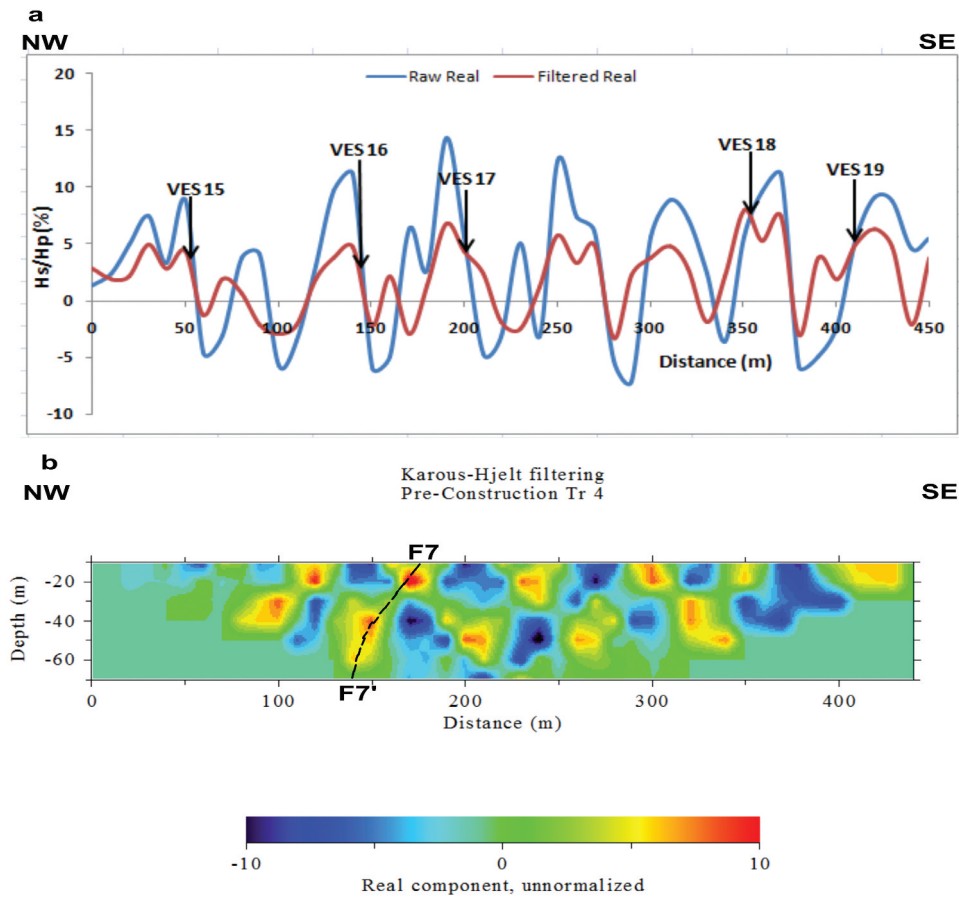 a
NW SE
20
Raw Real Filtered Real
15
VES 16 VES 18
VES 15 VES 17 VES 19
10
Hs/Hp (%)
5
0
0 50 100 150 200 250 300 350 400 450
-5
Distance (m)
-10
b
NW SE
Karous-Hjelt filtering
Pre-Construction Tr 4
F7
-20
-40
-60
Depth (m)
F7'
0 100 200 300 400
Distance (m)
-10 0 10
Real component, unnormalized